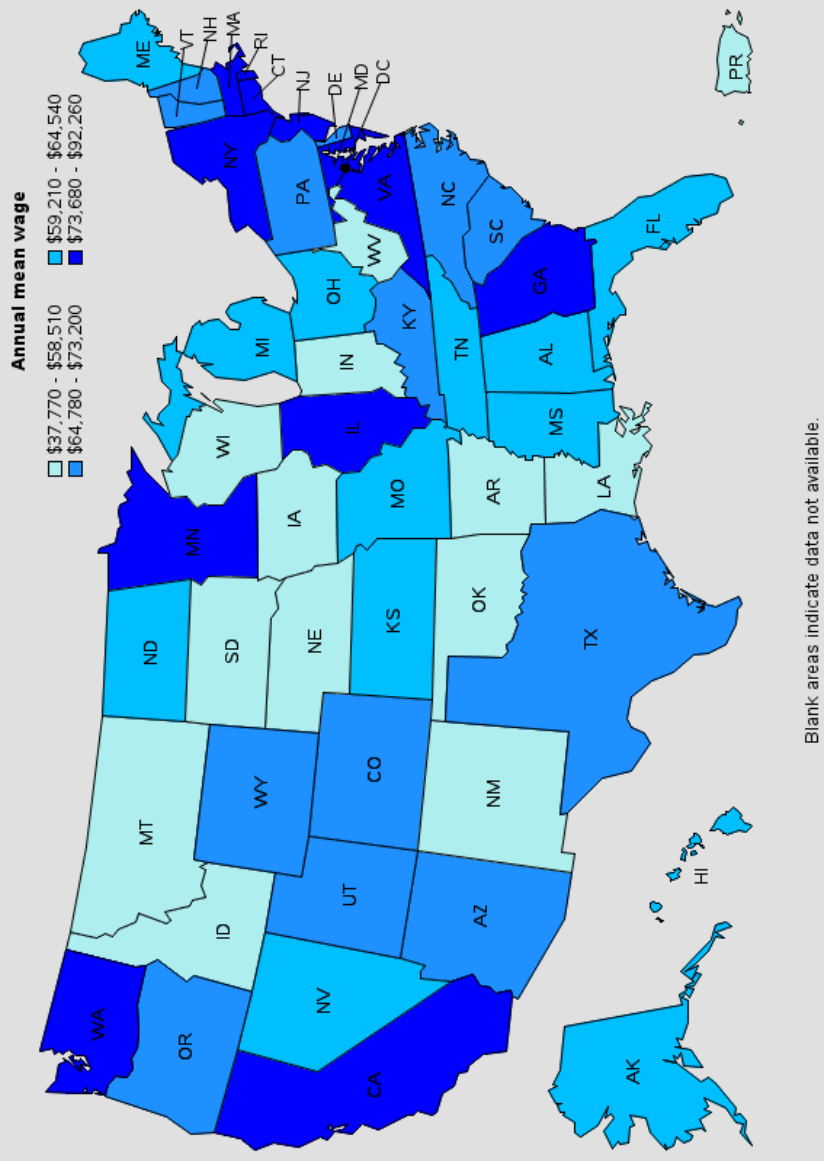 Annual mean wage
$37,770 - $58,510
$59,210 - $64,540
$64,780 - $73,200
$73,680 - $92,260
WA
OR
CA
NV
ID
MT
WY
UT
AZ
CO
NM
ND
SD
NE
KS
OK
TX
MN
IA
MO
AR
LA
WI
IL
MI
IN
OH
KY
TN
MS
AL
GA
FL
SC
NC
VA
WV
PA
NY
ME
VT
NH
MA
RI
CT
NJ
DE
MD
DC
AK
HI
PR
Blank areas indicate data not available.